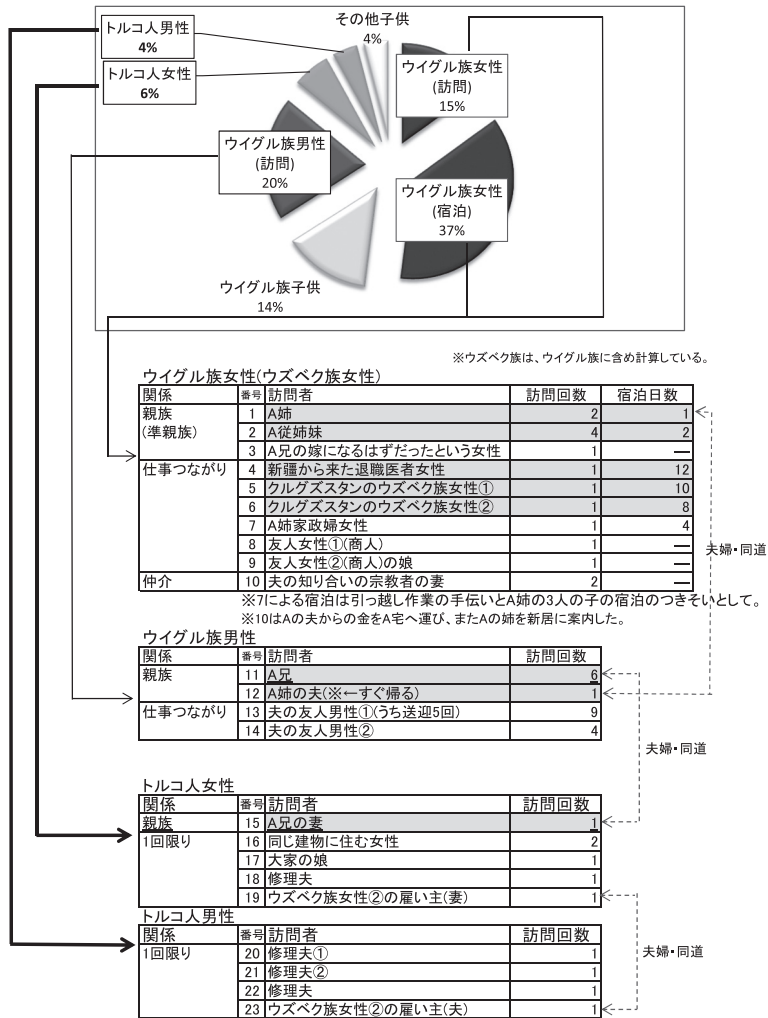 トルコ人男性
4%
トルコ人女性
6%
その他子供
4%
ウイグル族女性
(訪問)
15%
ウイグル族男性
(訪問)
20%
ウイグル族女性
(宿泊)
37%
ウイグル族子供
14%
※ウズベク族は、ウイグル族に含め計算している。
ウイグル族女性(ウズベク族女性)
関係 番号 訪問者 訪問回数 宿泊日数
親族 1 A姉 2 1
(準親族) 2 A従姉妹 4 2
3 A兄の嫁になるはずだったという女性 1 —
仕事つながり 4 新疆から来た退職医者女性 1 12
5 クルグズスタンのウズベク族女性① 1 10
6 クルグズスタンのウズベク族女性② 1 8
7 A姉家政婦女性 1 4
8 友人女性①(商人) 1 —
9 友人女性②(商人)の娘 1 —
仲介 10 夫の知り合いの宗教者の妻 2 —
夫婦・同道
※7による宿泊は引っ越し作業の手伝いとA姉の3人の子の宿泊のつきそいとして。
※10はAの夫からの金をA宅へ運び、またAの姉を新居に案内した。
ウイグル族男性
関係 番号 訪問者 訪問回数
親族 11 A兄 6
12 A姉の夫(※←すぐ帰る) 1
仕事つながり 13 夫の友人男性①(うち送迎5回) 9
14 夫の友人男性② 4
夫婦・同道
トルコ人女性
関係 番号 訪問者 訪問回数
親族 15 A兄の妻 1
1回限り 16 同じ建物に住む女性 2
17 大家の娘 1
18 修理夫 1
19 ウズベク族女性②の雇い主(妻) 1
トルコ人男性
関係 番号 訪問者 訪問回数
1回限り 20 修理夫① 1
21 修理夫② 1
22 修理夫 1
23 ウズベク族女性②の雇い主(夫) 1
夫婦・同道